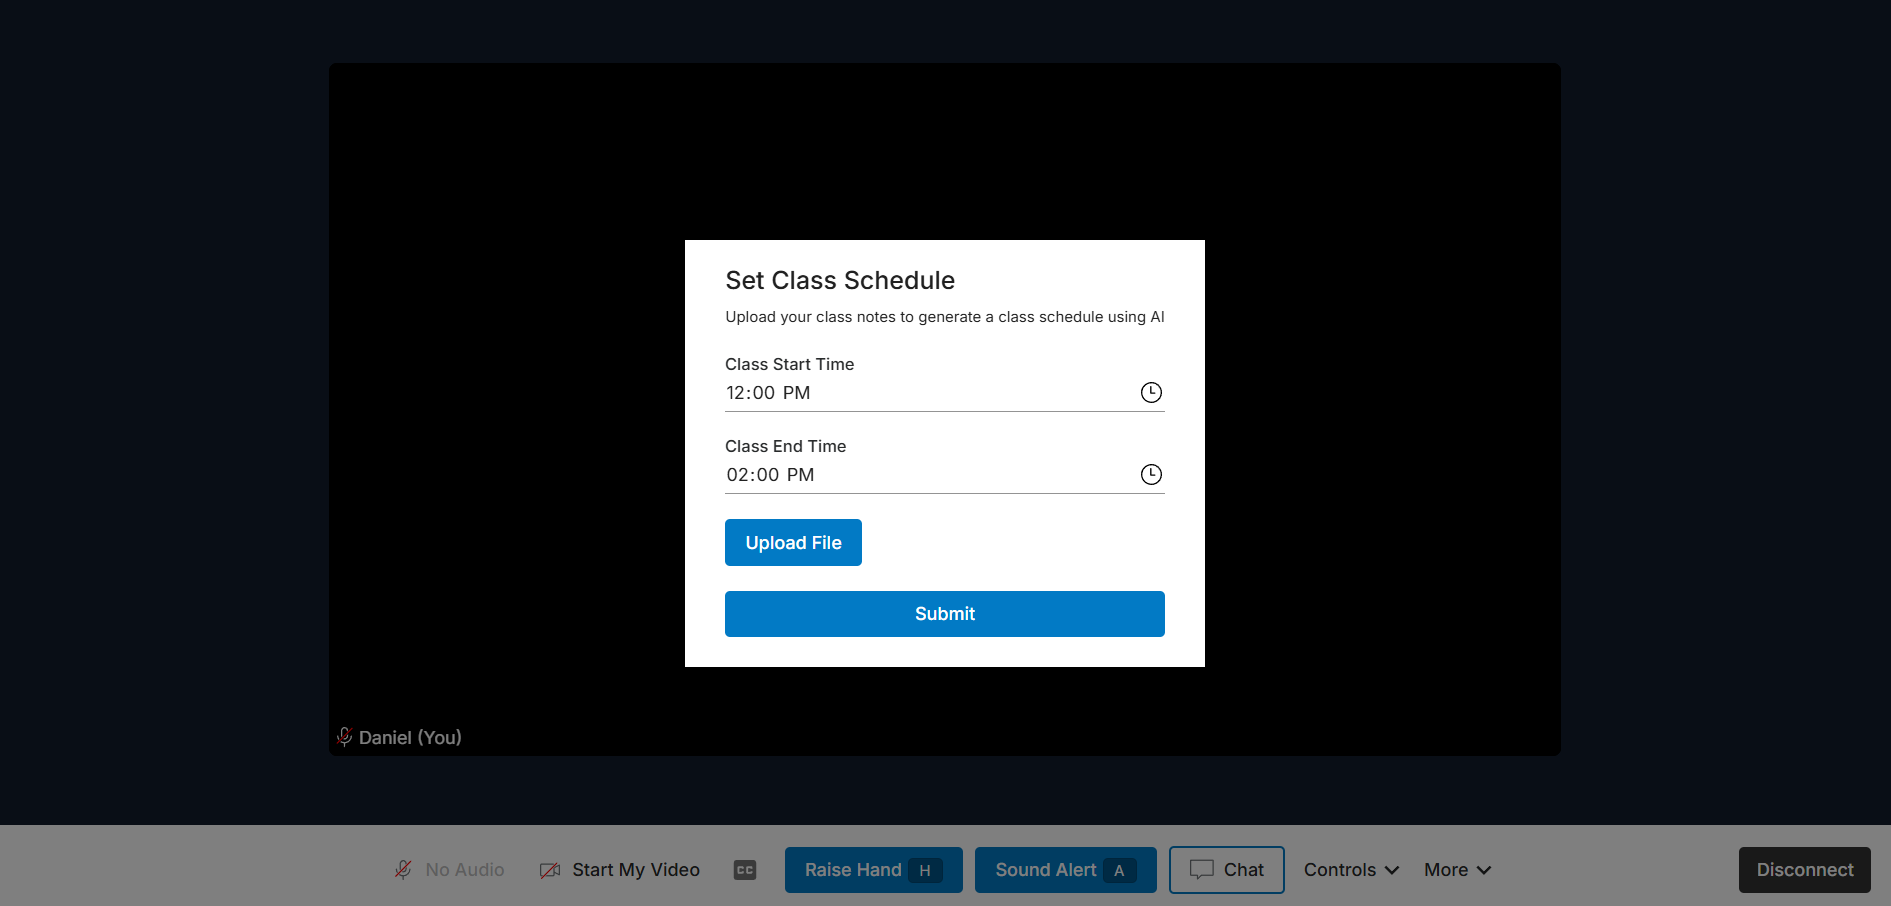 Set Class Schedule
Upload your class notes to generate a class schedule using AI
Class Start Time
12:00 PM
Class End Time
02:00 PM
Upload File
Submit
Daniel (You)
No Audio
Start My Video
CC
Raise Hand H
Sound Alert A
Chat
Controls
More
Disconnect